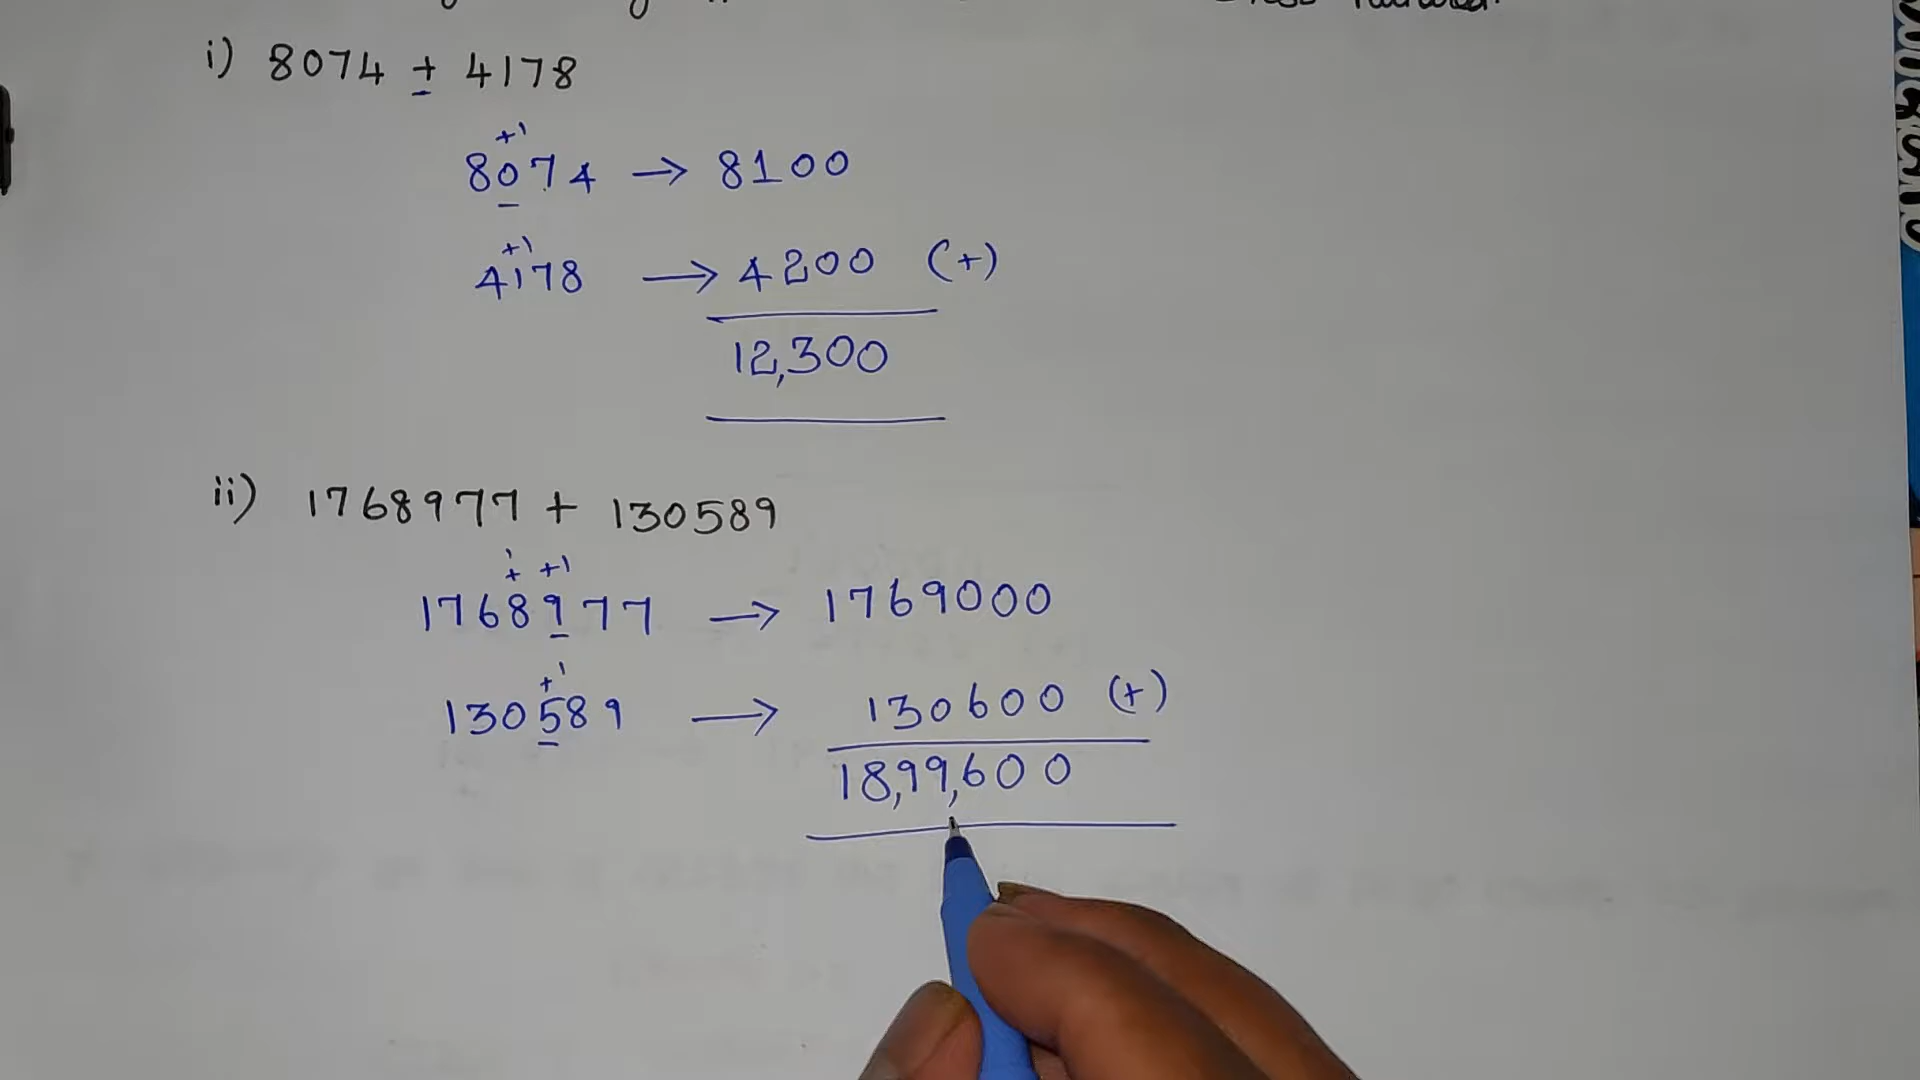 i) 8074 + 4178
+1
8074 → 8100
+1
4178 → 4200 (+)
12,300
ii) 1768977 + 130589
1
+ +1
1768977 → 1769000
+1
130589 → 130600 (+)
18,99,600